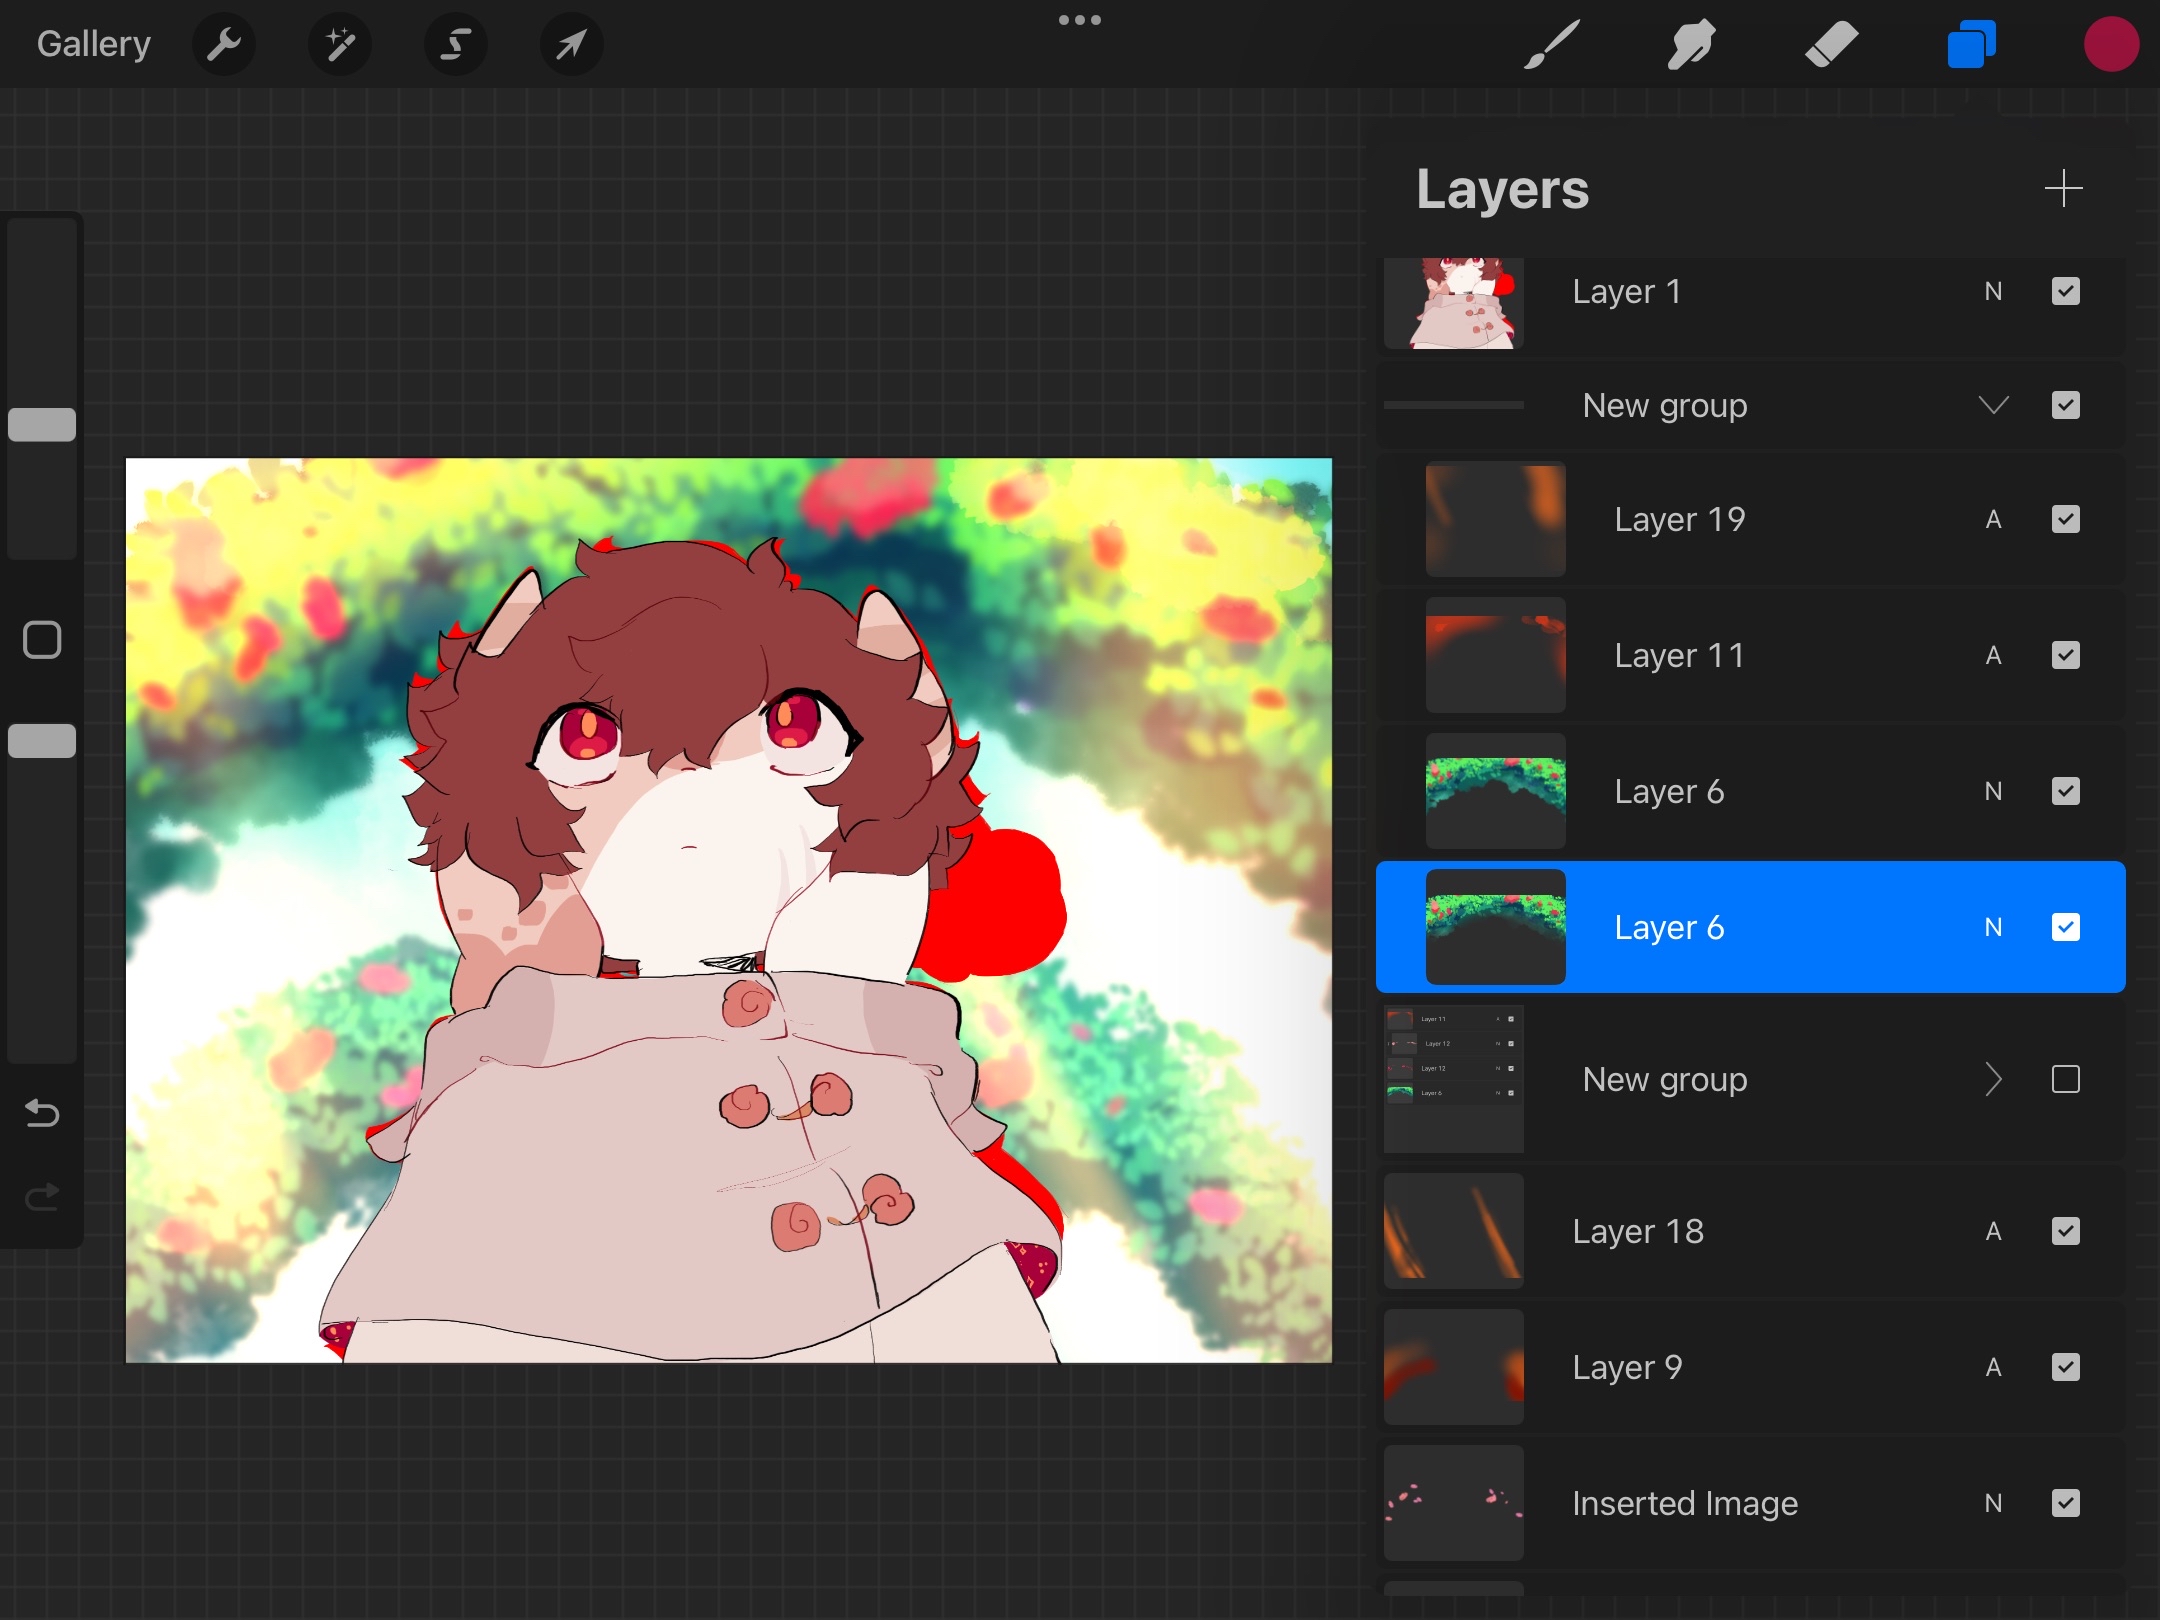 Gallery
Layers
Layer 1 N
New group
Layer 19 A
Layer 11 A
Layer 6 N
Layer 6 N
Layer 11 A
Layer 12 N
Layer 12 N
Layer 6 N
New group
Layer 18 A
Layer 9 A
Inserted Image N